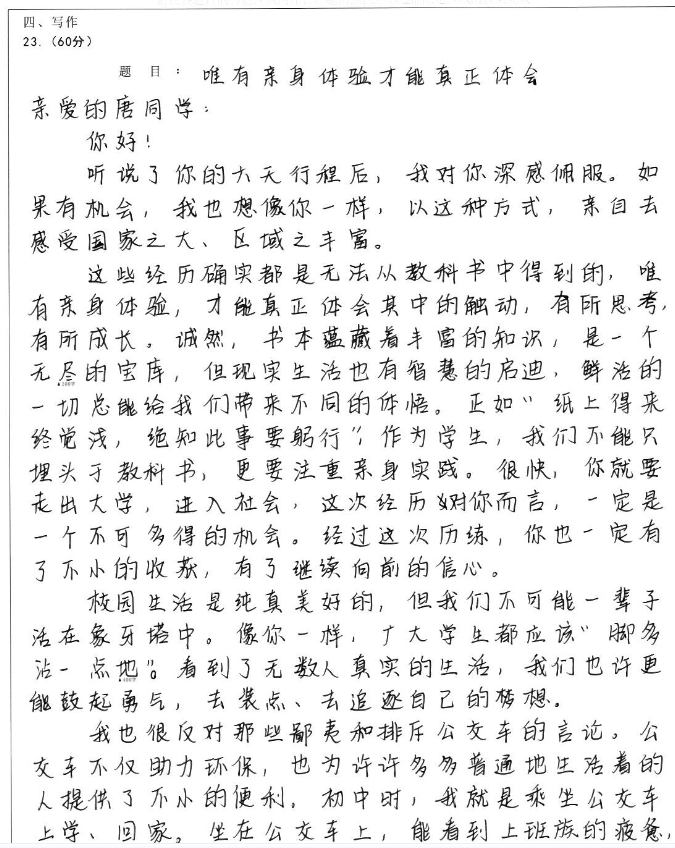 四、写作
23.（60分）
题 目： 唯有亲身体验才能真正体会
亲爱的唐同学：
你好！
听说了你的六天行程后，我对你深感佩服。如
果有机会，我也想像你一样，以这种方式，亲自去
感受国家之大、区域之丰富。
这些经历确实都是无法从教科书中得到的，唯
有亲身体验，才能真正体会其中的触动，有所思考，
有所成长。诚然，书本蕴藏着丰富的知识，是一个
无尽的宝库，但现实生活也有智慧的启迪，鲜活的
▲200字
一切总能给我们带来不同的体悟。正如“纸上得来
终觉浅，绝知此事要躬行”，作为学生，我们不能只
埋头于教科书，更要注重亲身实践。很快，你就要
走出大学，进入社会，这次经历对你而言，一定是
一个不可多得的机会。经过这次历练，你也一定有
了不小的收获，有了继续向前的信心。
校园生活是纯真美好的，但我们不可能一辈子
活在象牙塔中。像你一样，广大学生都应该“脚多
沾一点地”。看到了无数人真实的生活，我们也许更
▲400字
能鼓起勇气，去装点、去追逐自己的梦想。
我也很反对那些鄙夷和排斥公交车的言论。公
交车不仅助力环保，也为许许多多普通地生活着的
人提供了不小的便利。初中时，我就是乘坐公交车
上学、回家。坐在公交车上，能看到上班族的疲惫，